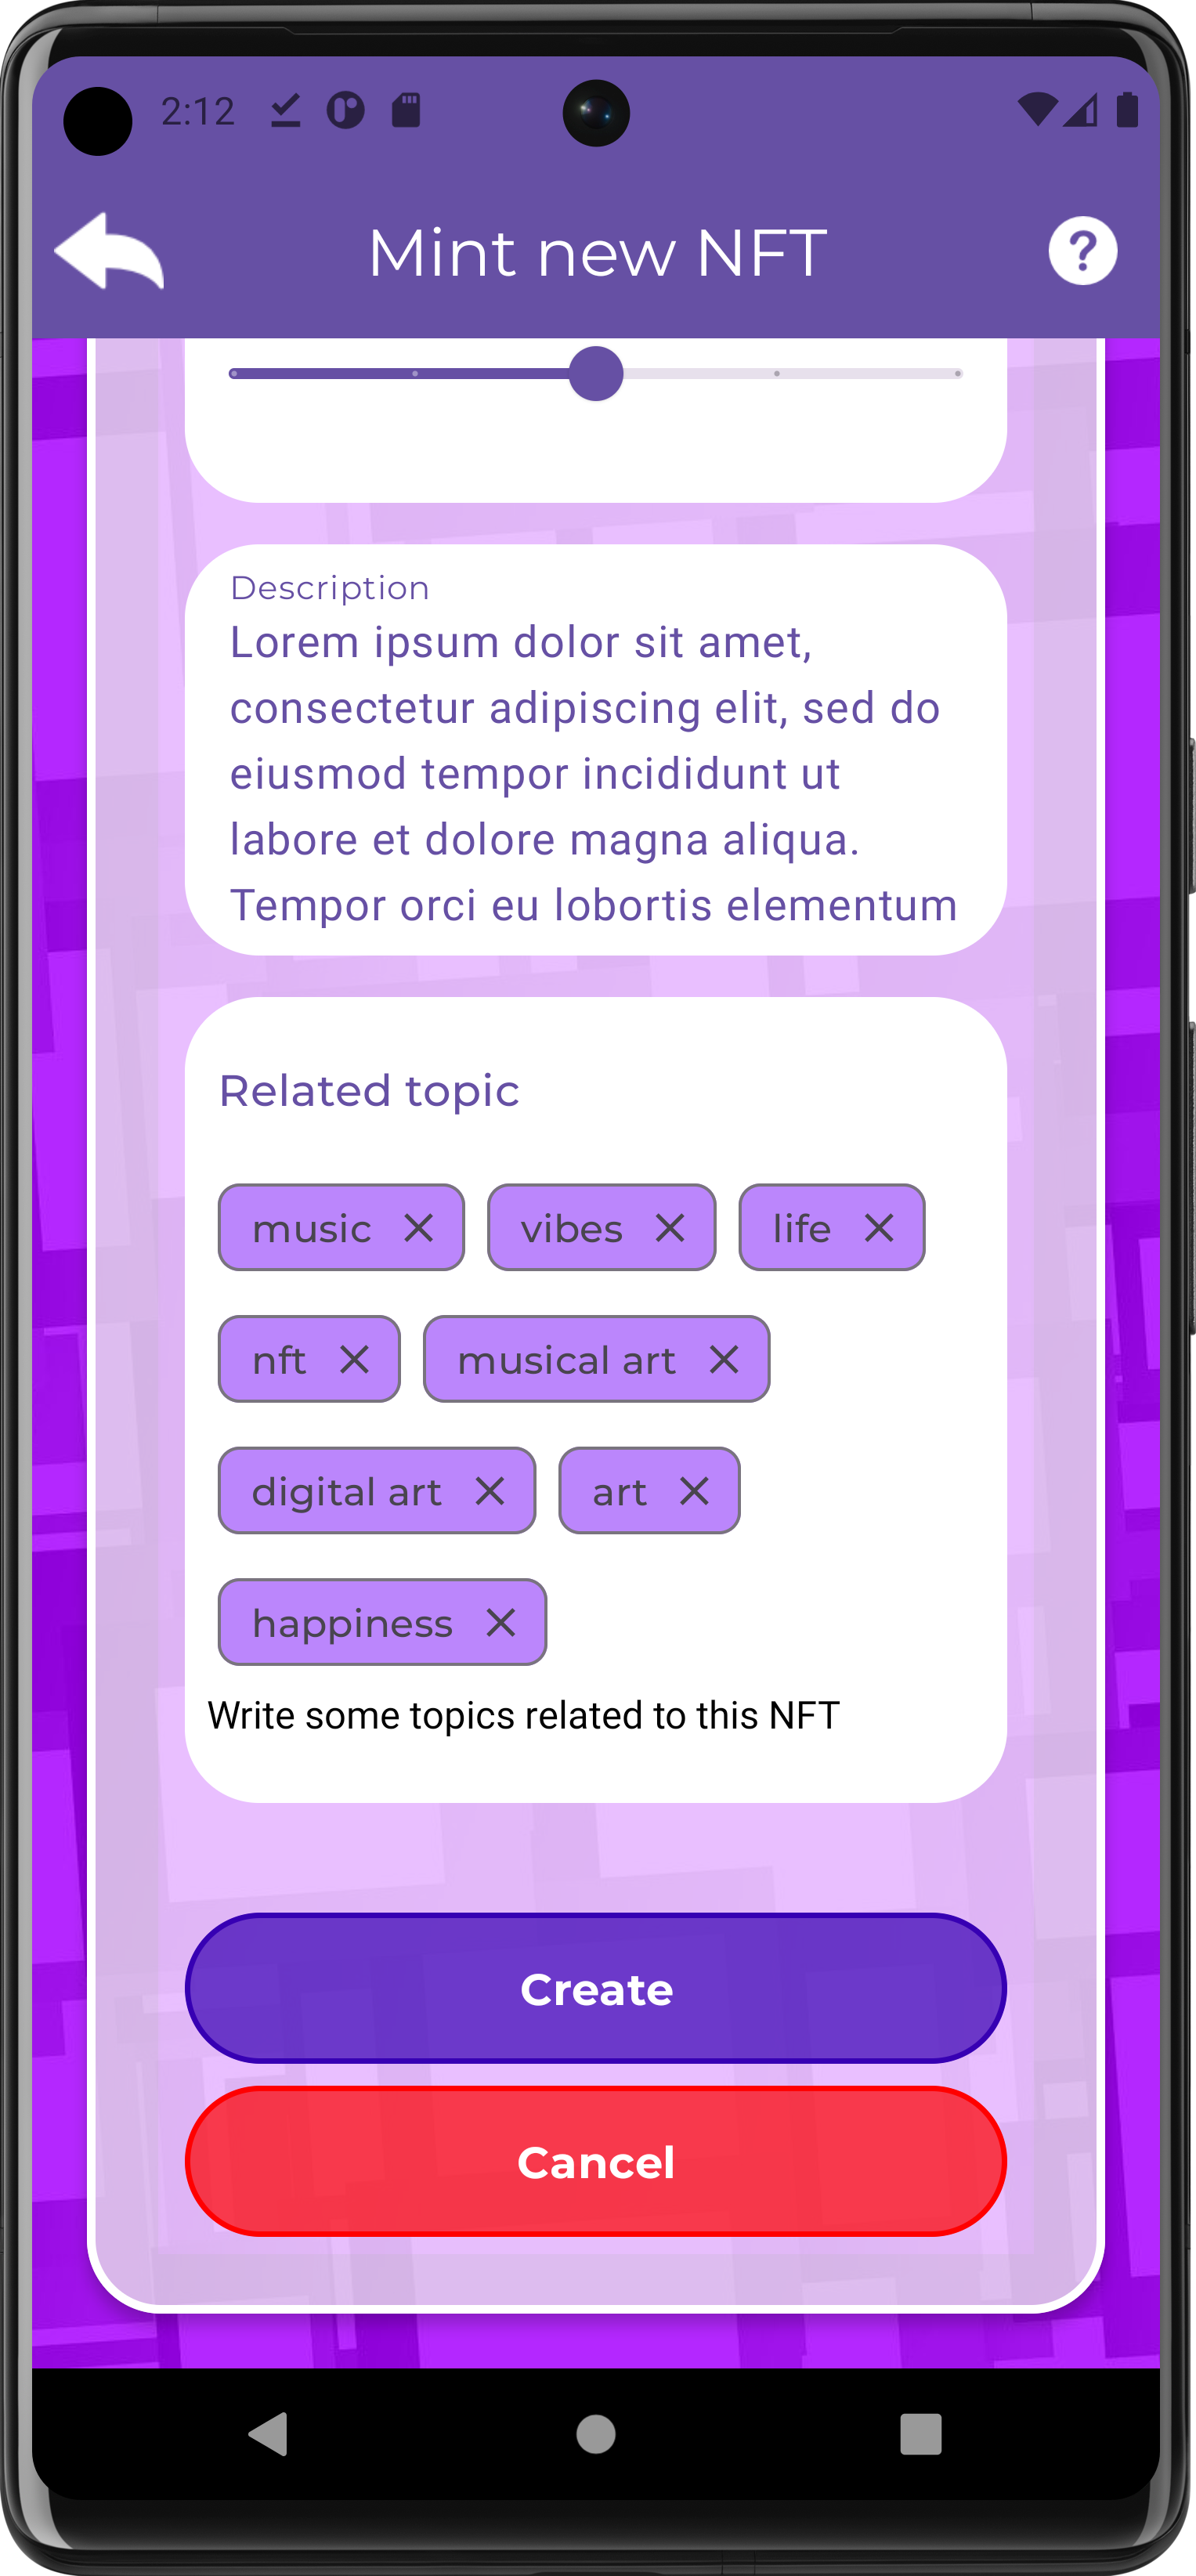 2:12
Mint new NFT
?
Description
Lorem ipsum dolor sit amet,
consectetur adipiscing elit, sed do
eiusmod tempor incididunt ut
labore et dolore magna aliqua.
Tempor orci eu lobortis elementum
Related topic
music vibes life
nft musical art
digital art art
happiness
Write some topics related to this NFT
Create
Cancel